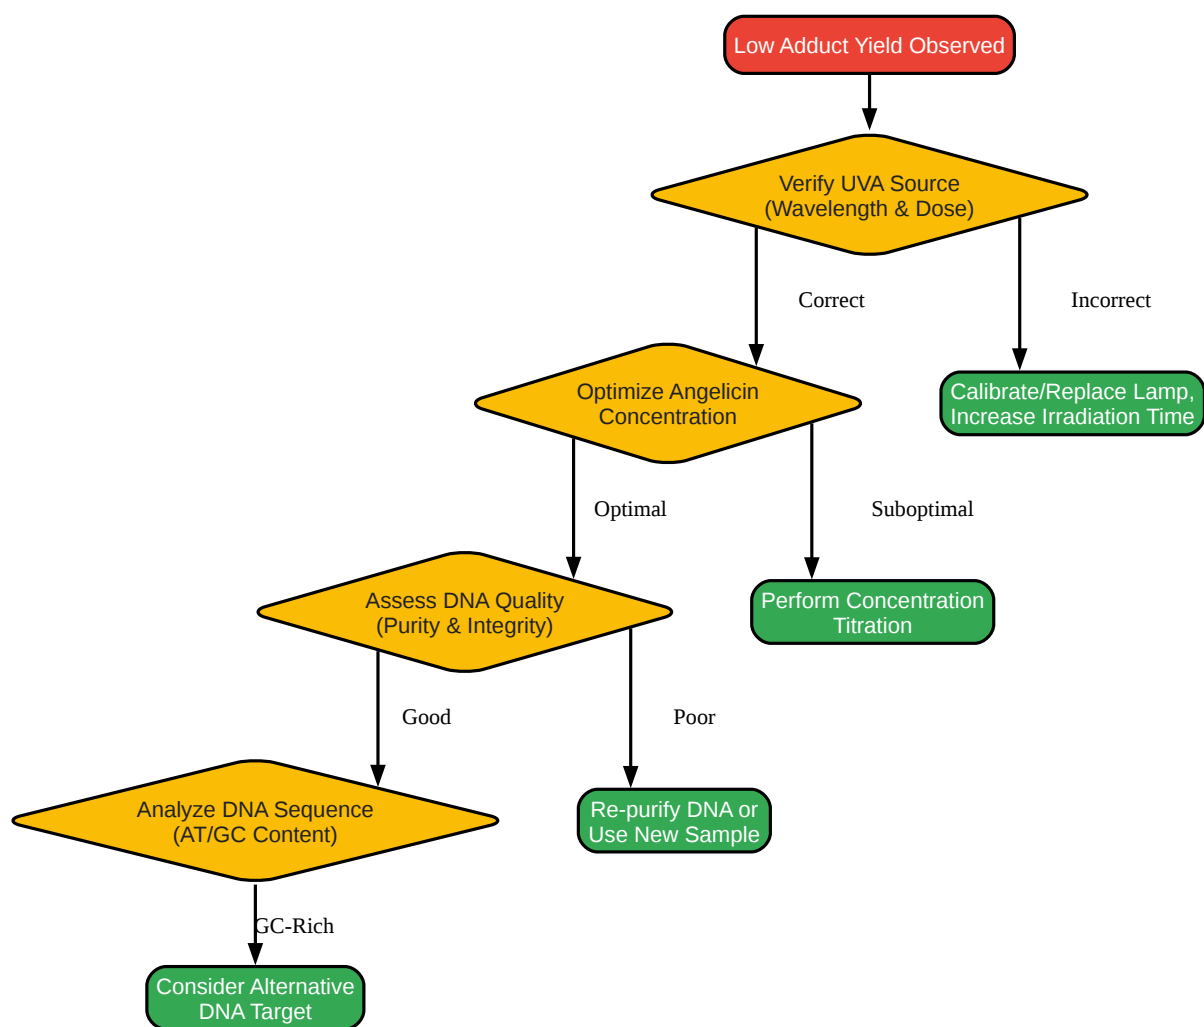 Low Adduct Yield Observed
Verify UVA Source
(Wavelength & Dose)
Correct
Incorrect
Optimize Angelicin
Concentration
Calibrate/Replace Lamp,
Increase Irradiation Time
Optimal
Suboptimal
Assess DNA Quality
(Purity & Integrity)
Perform Concentration
Titration
Good
Poor
Analyze DNA Sequence
(AT/GC Content)
Re-purify DNA or
Use New Sample
GC-Rich
Consider Alternative
DNA Target